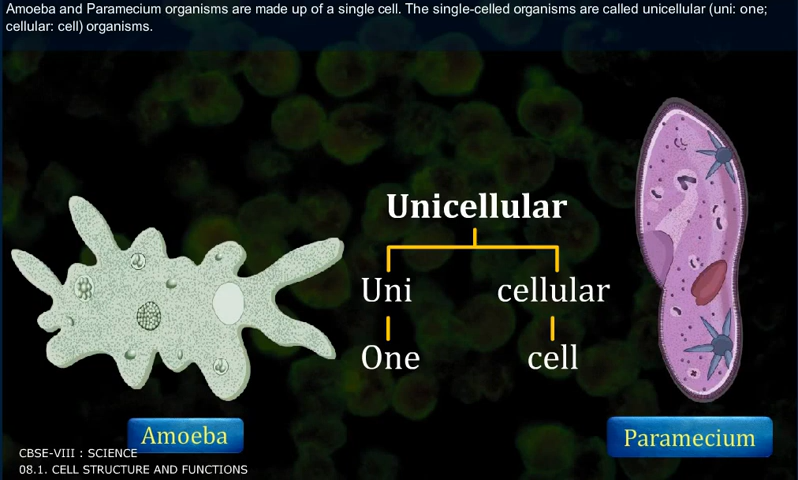 Amoeba and Paramecium organisms are made up of a single cell. The single-celled organisms are called unicellular (uni: one;
cellular: cell) organisms.
Unicellular
Uni cellular
One cell
Amoeba
Paramecium
CBSE-VIII : SCIENCE
08.1. CELL STRUCTURE AND FUNCTIONS